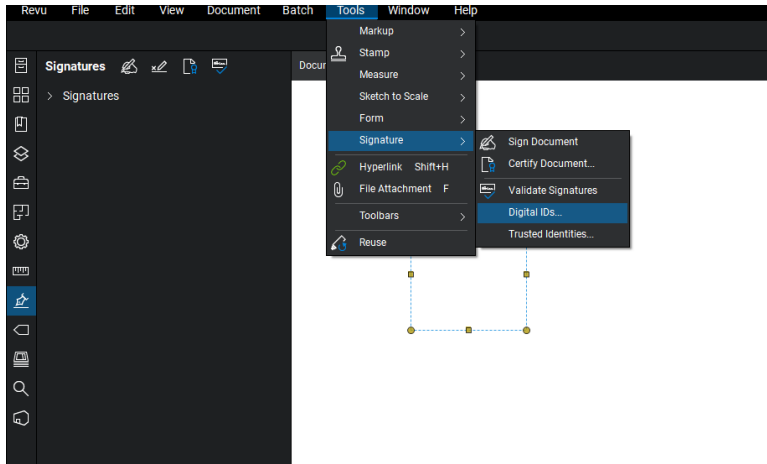 Revu File Edit View Document Batch Tools Window Help
Signatures
Signatures
Docur
Markup
Stamp
Measure
Sketch to Scale
Form
Signature
Hyperlink Shift+H
File Attachment F
Toolbars
Reuse
Sign Document
Certify Document...
Validate Signatures
Digital IDs...
Trusted Identities...